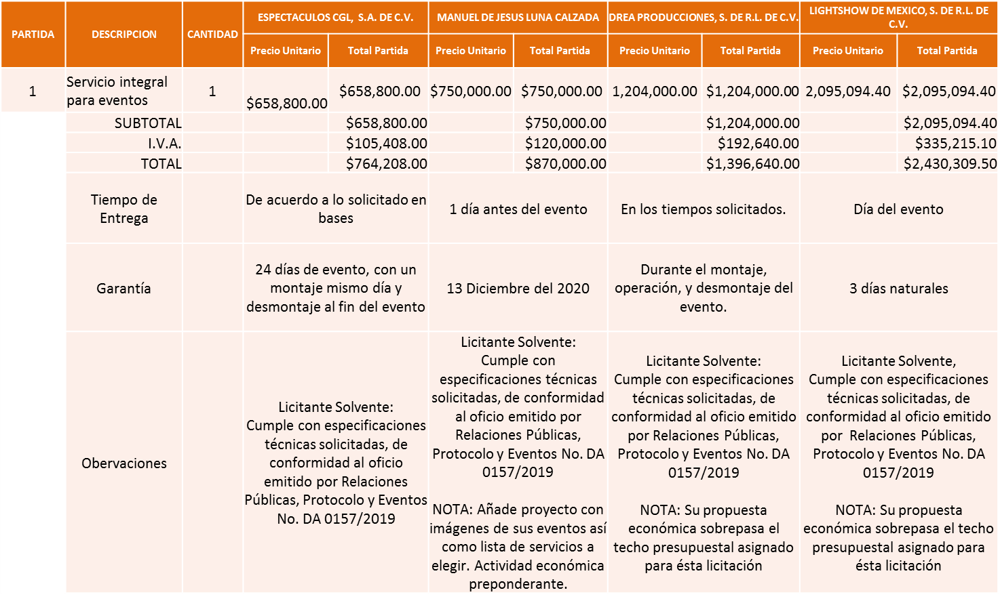 PARTIDA
DESCRIPCION
CANTIDAD
ESPECTACULOS CGL, S.A. DE C.V.
MANUEL DE JESUS LUNA CALZADA
DREA PRODUCCIONES, S. DE R.L. DE C.V.
LIGHTSHOW DE MEXICO, S. DE R.L. DE
C.V.
Precio Unitario
Total Partida
Precio Unitario
Total Partida
Precio Unitario
Total Partida
Precio Unitario
Total Partida
1
Servicio integral
para eventos
1
$658,800.00
$658,800.00
$750,000.00
$750,000.00
1,204,000.00
$1,204,000.00
2,095,094.40
$2,095,094.40
SUBTOTAL
$658,800.00
$750,000.00
$1,204,000.00
$2,095,094.40
I.V.A.
$105,408.00
$120,000.00
$192,640.00
$335,215.10
TOTAL
$764,208.00
$870,000.00
$1,396,640.00
$2,430,309.50
Tiempo de
Entrega
De acuerdo a lo solicitado en
bases
1 día antes del evento
En los tiempos solicitados.
Día del evento
Garantía
24 días de evento, con un
montaje mismo día y
desmontaje al fin del evento
13 Diciembre del 2020
Durante el montaje,
operación, y desmontaje del
evento.
3 días naturales
Obervaciones
Licitante Solvente:
Cumple con especificaciones
técnicas solicitadas, de
conformidad al oficio
emitido por Relaciones
Públicas, Protocolo y Eventos
No. DA 0157/2019
Licitante Solvente:
Cumple con
especificaciones técnicas
solicitadas, de conformidad
al oficio emitido por
Relaciones Públicas,
Protocolo y Eventos No. DA
0157/2019
NOTA: Añade proyecto con
imágenes de sus eventos así
como lista de servicios a
elegir. Actividad económica
preponderante.
Licitante Solvente:
Cumple con especificaciones
técnicas solicitadas, de
conformidad al oficio emitido
por Relaciones Públicas,
Protocolo y Eventos No. DA
0157/2019
NOTA: Su propuesta
económica sobrepasa el
techo presupuestal asignado
para ésta licitación
Licitante Solvente,
Cumple con especificaciones
técnicas solicitadas, de
conformidad al oficio emitido
por Relaciones Públicas,
Protocolo y Eventos No. DA
0157/2019
NOTA: Su propuesta
económica sobrepasa el techo
presupuestal asignado para
ésta licitación